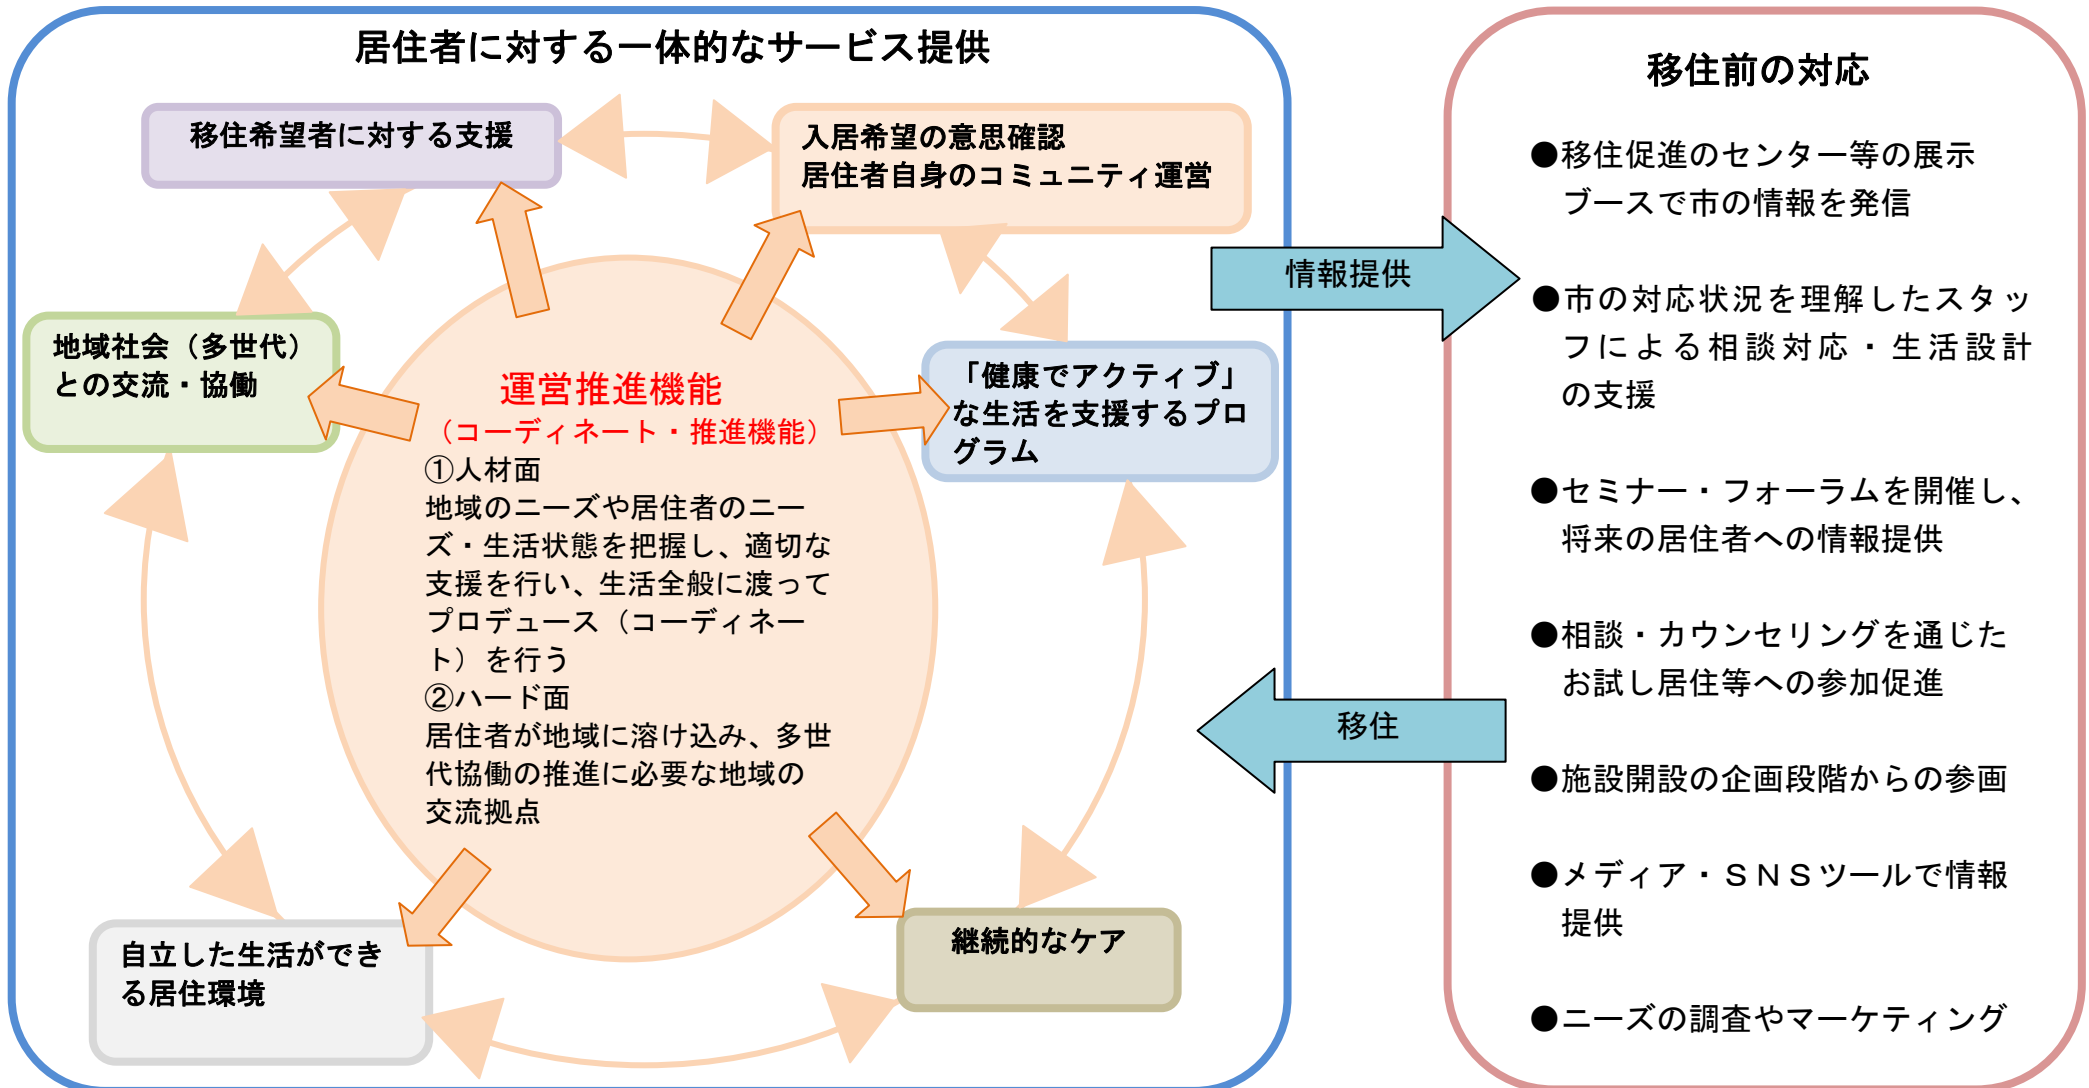 居住者に対する一体的なサービス提供
移住希望者に対する支援
入居希望の意思確認
居住者自身のコミュニティ運営
地域社会（多世代）
との交流・協働
「健康でアクティブ」
な生活を支援するプロ
グラム
運営推進機能
（コーディネート・推進機能）
①人材面
地域のニーズや居住者のニー
ズ・生活状態を把握し、適切な
支援を行い、生活全般に渡って
プロデュース（コーディネー
ト）を行う
②ハード面
居住者が地域に溶け込み、多世
代協働の推進に必要な地域の
交流拠点
自立した生活ができ
る居住環境
継続的なケア
情報提供
移住
移住前の対応
●移住促進のセンター等の展示
ブースで市の情報を発信
●市の対応状況を理解したスタッ
フによる相談対応・生活設計
の支援
●セミナー・フォーラムを開催し、
将来の居住者への情報提供
●相談・カウンセリングを通じた
お試し居住等への参加促進
●施設開設の企画段階からの参画
●メディア・ＳＮＳツールで情報
提供
●ニーズの調査やマーケティング